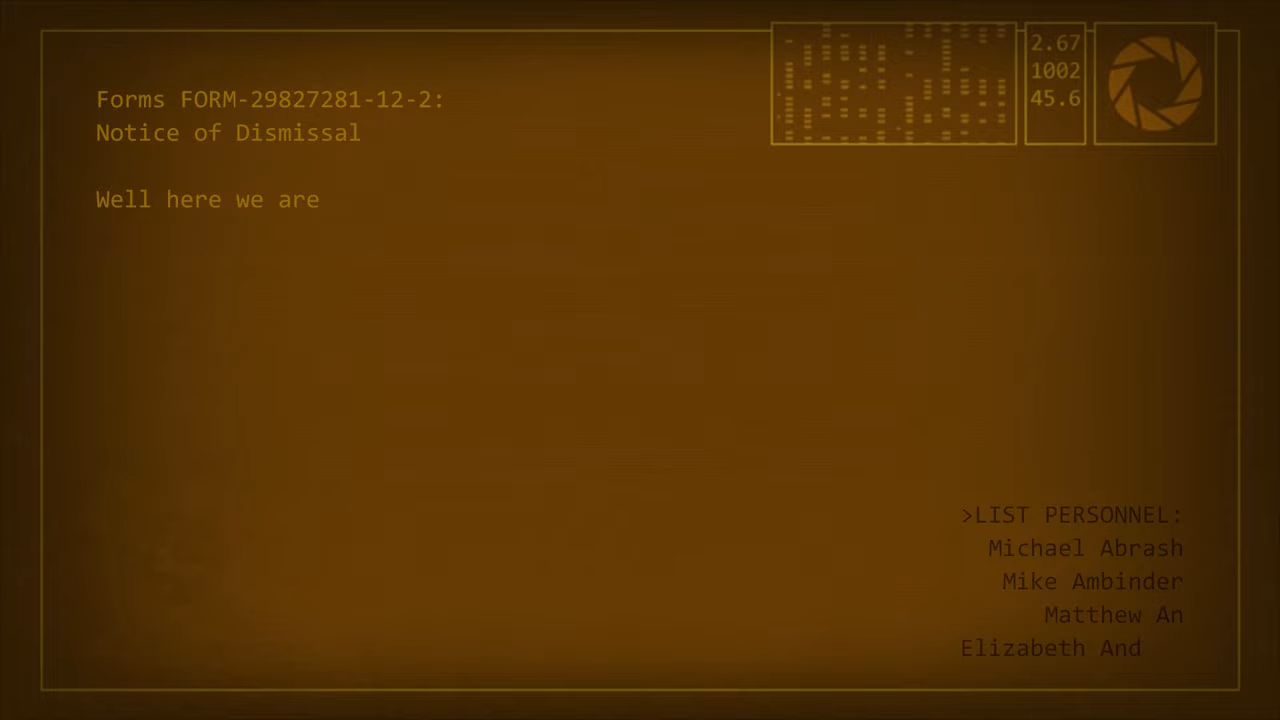 Forms FORM-29827281-12-2:
Notice of Dismissal
Well here we are
2.67
1002
45.6
>LIST PERSONNEL:
Michael Abrash
Mike Ambinder
Matthew An
Elizabeth And